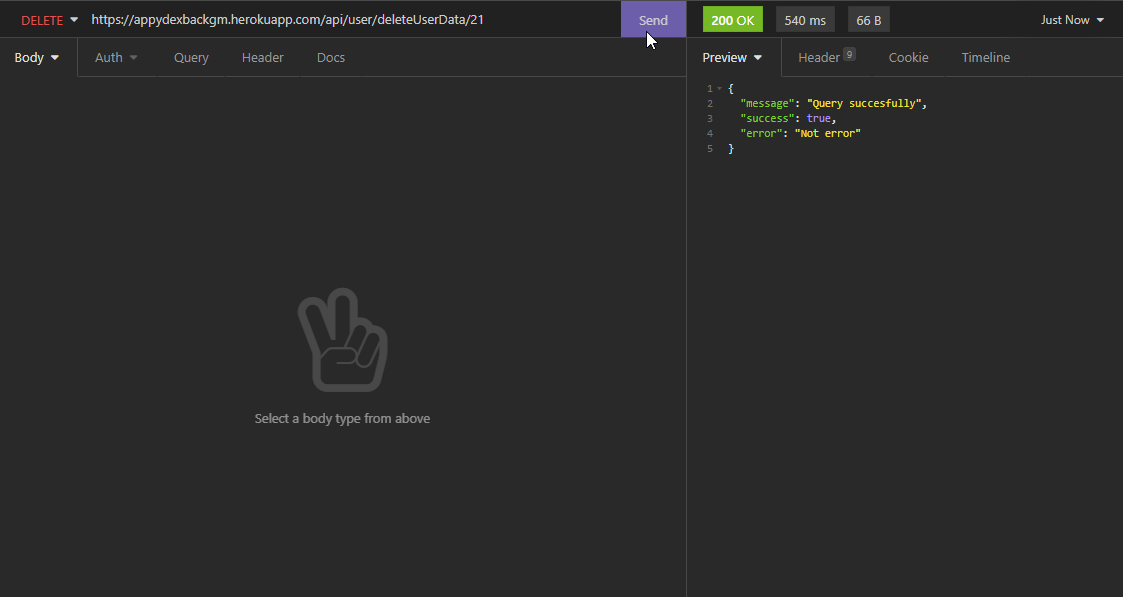 DELETE https://appydexbackgm.herokuapp.com/api/user/deleteUserData/21 Send 200 OK 540 ms 66 B Just Now
Body Auth Query Header Docs Preview Header 9 Cookie Timeline
1 {
2 "message": "Query succesfully",
3 "success": true,
4 "error": "Not error"
5 }
Select a body type from above